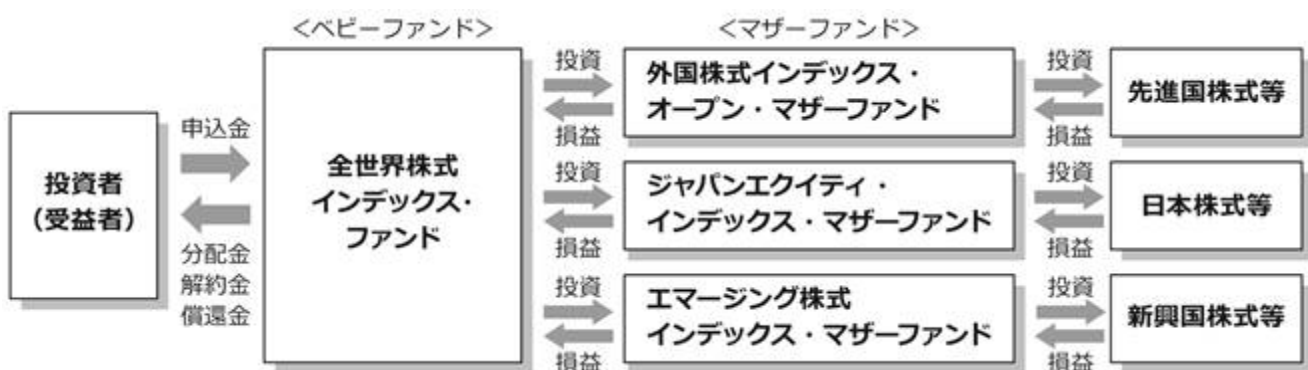 ＜ベビーファンド＞
＜マザーファンド＞
投資者
（受益者）
申込金
分配金
解約金
償還金
全世界株式
インデックス・
ファンド
投資
損益
外国株式インデックス・
オープン・マザーファンド
投資
損益
先進国株式等
投資
損益
ジャパンエクイティ・
インデックス・マザーファンド
投資
損益
日本株式等
投資
損益
エマージング株式
インデックス・マザーファンド
投資
損益
新興国株式等